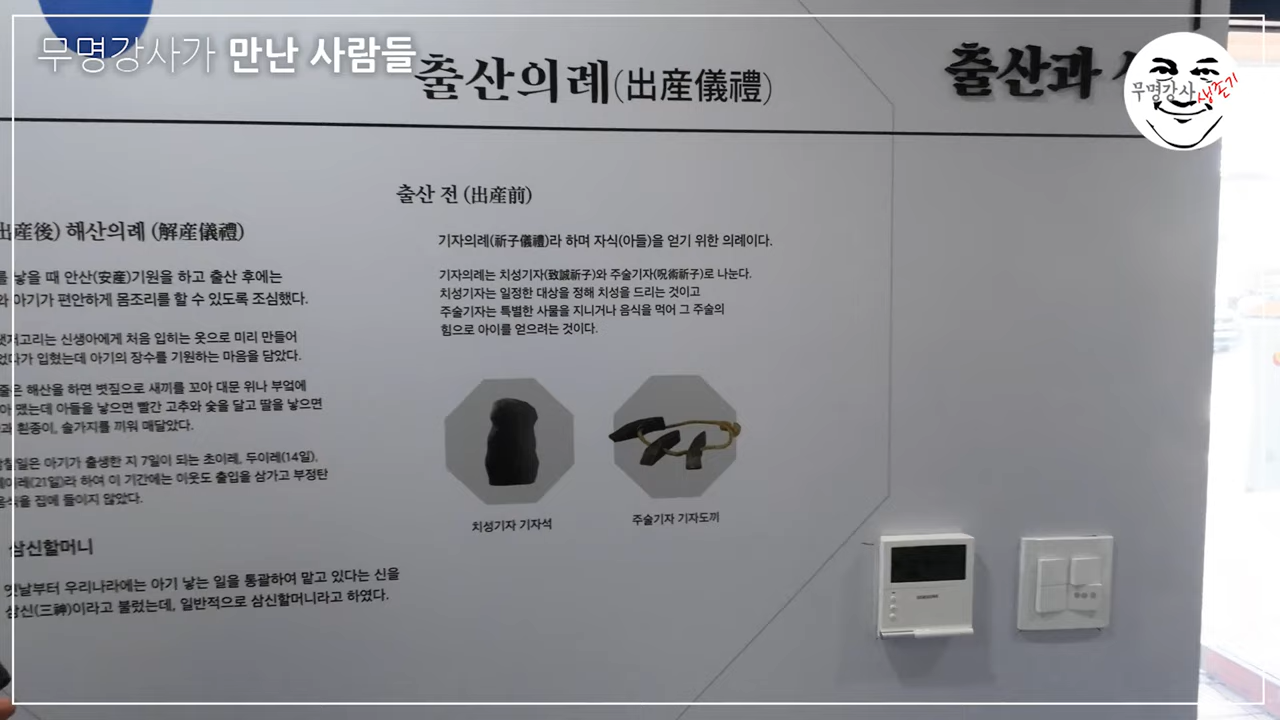 무명강사가 만난 사람들
무명강사 생존기
출산의례(出産儀禮)
출산과
출산 전 (出産前)
기자의례(祈子儀禮)라 하며 자식(아들)을 얻기 위한 의례이다.
기자의례는 치성기자(致誠祈子)와 주술기자(呪術祈子)로 나눈다.
치성기자는 일정한 대상을 정해 치성을 드리는 것이고
주술기자는 특별한 사물을 지니거나 음식을 먹어 그 주술의
힘으로 아이를 얻으려는 것이다.
치성기자 기자석
주술기자 기자도끼
出産後) 해산의례 (解産儀禮)
낳을 때 안산(安産)기원을 하고 출산 후에는
와 아기가 편안하게 몸조리를 할 수 있도록 조심했다.
저고리는 신생아에게 처음 입히는 옷으로 미리 만들어
었다가 입혔는데 아기의 장수를 기원하는 마음을 담았다.
줄은 해산을 하면 볏짚으로 새끼를 꼬아 대문 위나 부엌에
맸는데 아들을 낳으면 빨간 고추와 숯을 달고 딸을 낳으면
과 흰종이, 솔가지를 끼워 매달았다.
칠일은 아기가 출생한 지 7일이 되는 초이레, 두이레(14일),
이레(21일)라 하여 이 기간에는 이웃도 출입을 삼가고 부정탄
음식을 집에 들이지 않았다.
삼신할머니
옛날부터 우리나라에는 아기 낳는 일을 통괄하여 맡고 있다는 신을
삼신(三神)이라고 불렀는데, 일반적으로 삼신할머니라고 하였다.